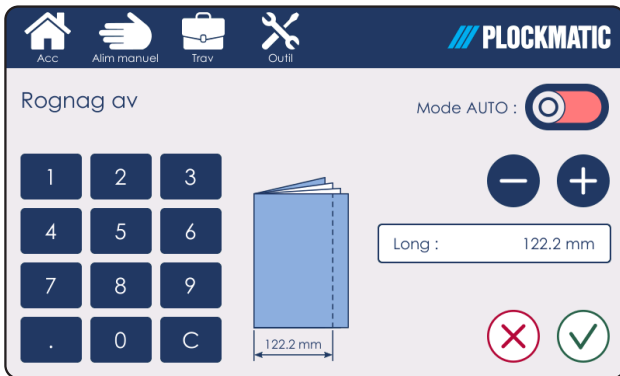 PLOCKMATIC
Acc Alim manuel Trav Outil
Rognag av
Mode AUTO :
1 2 3
4 5 6
Long : 122.2 mm
7 8 9
. 0 C
122.2 mm